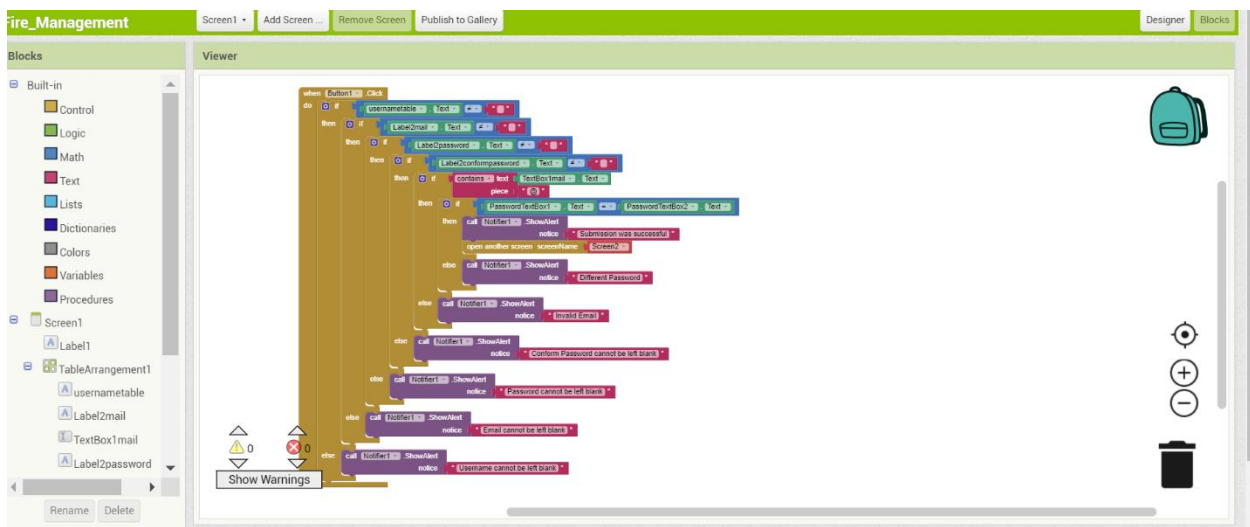 Fire_Management
Screen1 Add Screen ... Remove Screen Publish to Gallery Designer Blocks
Blocks
Built-in
Control
Logic
Math
Text
Lists
Dictionaries
Colors
Variables
Procedures
Screen1
Label1
TableArrangement1
usernametable
Label2mail
TextBox1mail
Label2password
Rename Delete
Viewer
when Button1 .Click
do if usernametable . Text ≠ " "
then if Label2mail . Text ≠ " "
then if Label2password . Text ≠ " "
then if Label2conformpassword . Text ≠ " "
then if contains text TextBox1mail . Text
piece " @ "
then if PasswordTextBox1 . Text = PasswordTextBox2 . Text
then call Notifier1 .ShowAlert
notice " Submission was successful "
open another screen screenName Screen2
else call Notifier1 .ShowAlert
notice " Different Password "
else call Notifier1 .ShowAlert
notice " Invalid Email "
else call Notifier1 .ShowAlert
notice " Conform Password cannot be left blank "
else call Notifier1 .ShowAlert
notice " Password cannot be left blank "
else call Notifier1 .ShowAlert
notice " Email cannot be left blank "
else call Notifier1 .ShowAlert
notice " Username cannot be left blank "
0 0
Show Warnings